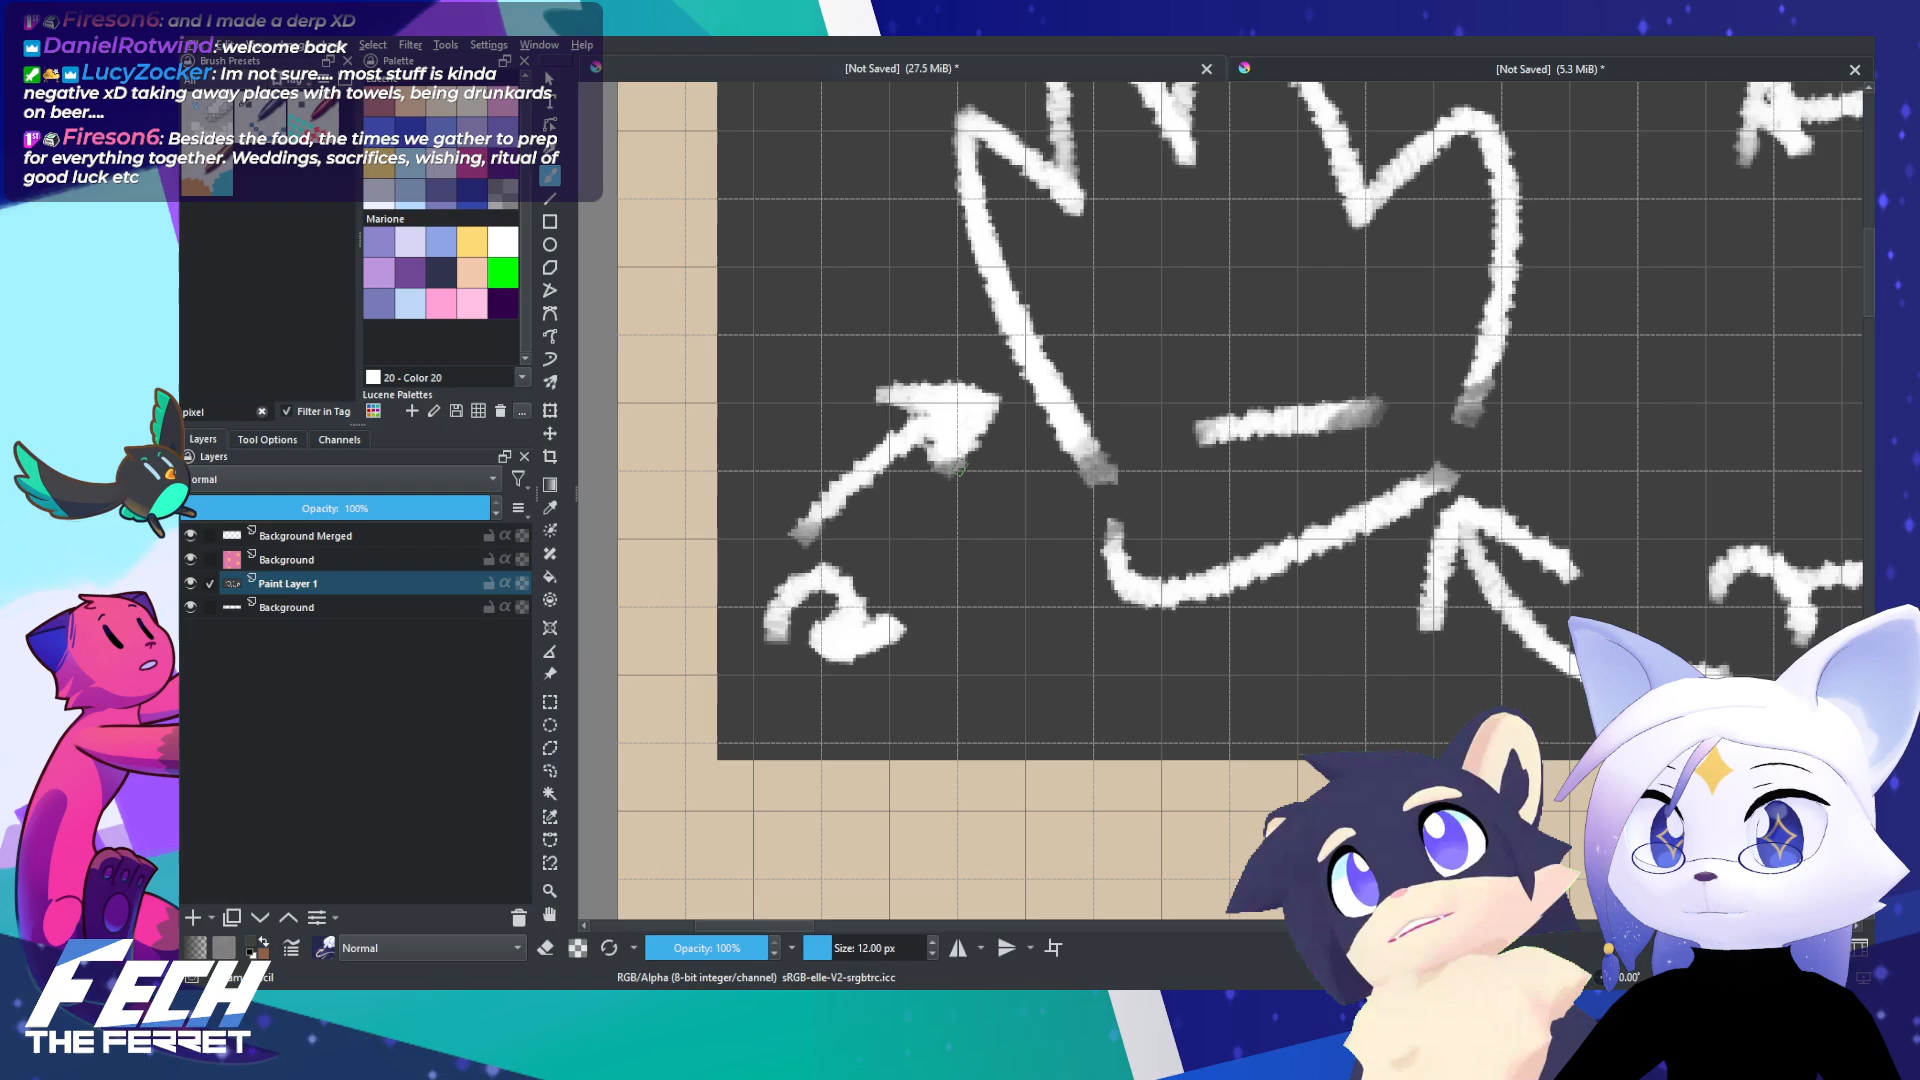 Fireson6: and I made a derp XD
DanielRotwind: welcome back
LucyZocker: Im not sure.... most stuff is kinda
negative xD taking away places with towels, being drunkards
on beer....
Fireson6: Besides the food, the times we gather to prep
for everything together. Weddings, sacrifices, wishing, ritual of
good luck etc
Select Filter Tools Settings Window Help
Brush Presets
Palette
[Not Saved] (27.5 MiB) *
[Not Saved] (5.3 MiB) *
Marione
20 - Color 20
Lucene Palettes
pixel
Filter in Tag
...
Layers Tool Options Channels
Layers
ormal
Opacity: 100%
Background Merged
Background
Paint Layer 1
Background
Normal
Opacity: 100%
Size: 12.00 px
RGB/Alpha (8-bit integer/channel) sRGB-elle-V2-srgbtrc.icc
0.00°
FECH
THE FERRET